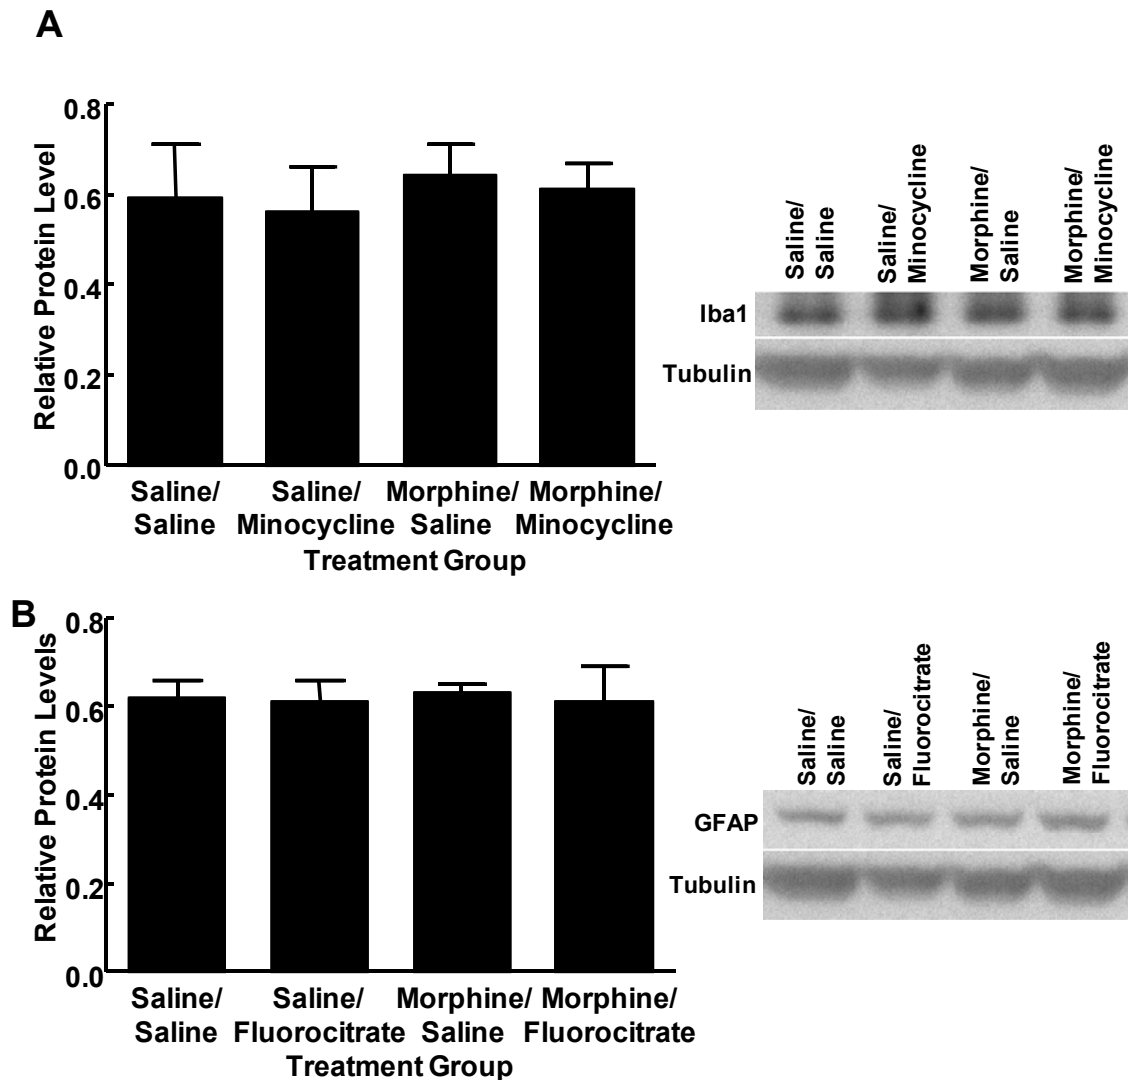 A
Relative Protein Level
0.8
0.6
0.4
0.2
0.0
Saline/
Saline
Saline/
Minocycline
Morphine/
Saline
Morphine/
Minocycline
Treatment Group
Saline/
Saline
Saline/
Minocycline
Morphine/
Saline
Morphine/
Minocycline
Iba1
Tubulin
B
Relative Protein Levels
0.8
0.6
0.4
0.2
0.0
Saline/
Saline
Saline/
Fluorocitrate
Morphine/
Saline
Morphine/
Fluorocitrate
Treatment Group
Saline/
Saline
Saline/
Fluorocitrate
Morphine/
Saline
Morphine/
Fluorocitrate
GFAP
Tubulin